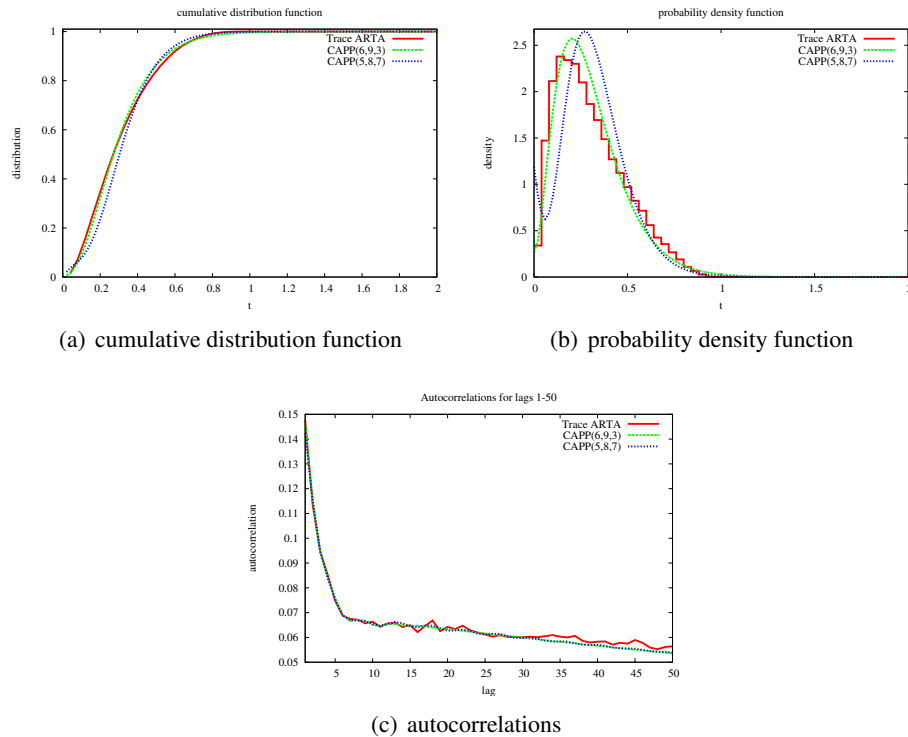 cumulative distribution function
1
0.8
0.6
0.4
0.2
0
distribution
Trace ARTA
CAPP(6,9,3)
CAPP(5,8,7)
0 0.2 0.4 0.6 0.8 1 1.2 1.4 1.6 1.8 2
t
(a) cumulative distribution function
probability density function
2.5
2
1.5
1
0.5
0
density
Trace ARTA
CAPP(6,9,3)
CAPP(5,8,7)
0 0.5 1 1.5 2
t
(b) probability density function
Autocorrelations for lags 1-50
0.15
0.14
0.13
0.12
0.11
0.1
0.09
0.08
0.07
0.06
0.05
autocorrelation
Trace ARTA
CAPP(6,9,3)
CAPP(5,8,7)
5 10 15 20 25 30 35 40 45 50
lag
(c) autocorrelations